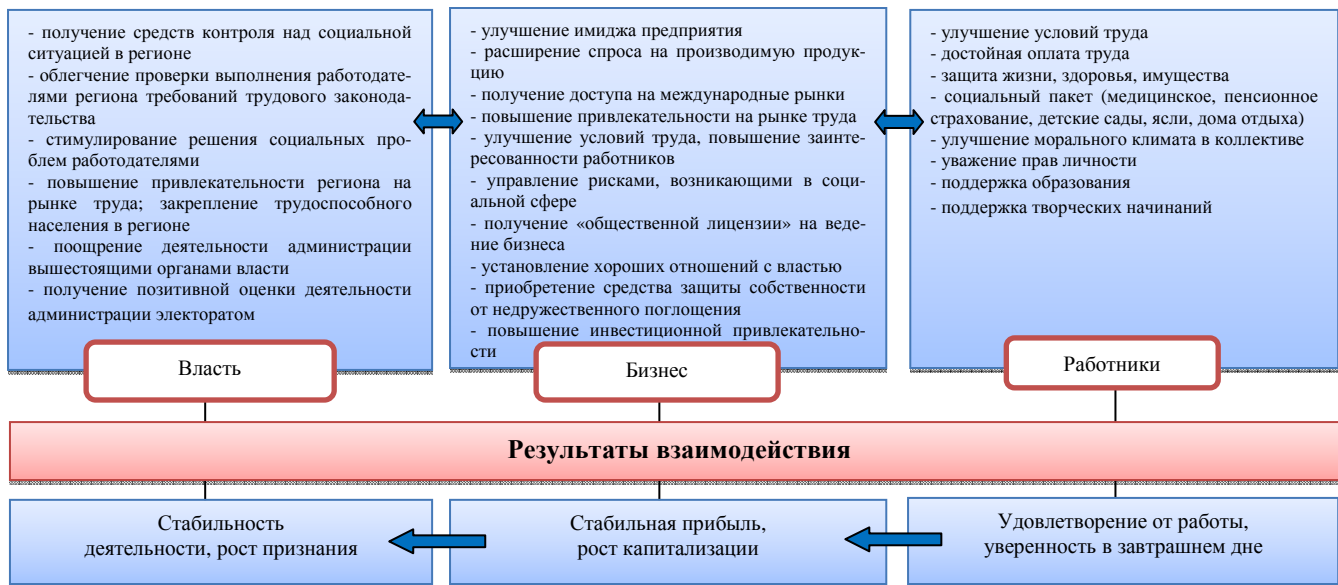 - получение средств контроля над социальной
ситуацией в регионе
- облегчение проверки выполнения работодате-
лями региона требований трудового законода-
тельства
- стимулирование решения социальных про-
блем работодателями
- повышение привлекательности региона на
рынке труда; закрепление трудоспособного
населения в регионе
- поощрение деятельности администрации
вышестоящими органами власти
- получение позитивной оценки деятельности
администрации электоратом
Власть
- улучшение имиджа предприятия
- расширение спроса на производимую продук-
цию
- получение доступа на международные рынки
- повышение привлекательности на рынке труда
- улучшение условий труда, повышение заинте-
ресованности работников
- управление рисками, возникающими в соци-
альной сфере
- получение «общественной лицензии» на веде-
ние бизнеса
- установление хороших отношений с властью
- приобретение средства защиты собственности
от недружественного поглощения
- повышение инвестиционной привлекательно-
сти
Бизнес
- улучшение условий труда
- достойная оплата труда
- защита жизни, здоровья, имущества
- социальный пакет (медицинское, пенсионное
страхование, детские сады, ясли, дома отдыха)
- улучшение морального климата в коллективе
- уважение прав личности
- поддержка образования
- поддержка творческих начинаний
Работники
Результаты взаимодействия
Стабильность
деятельности, рост признания
Стабильная прибыль,
рост капитализации
Удовлетворение от работы,
уверенность в завтрашнем дне